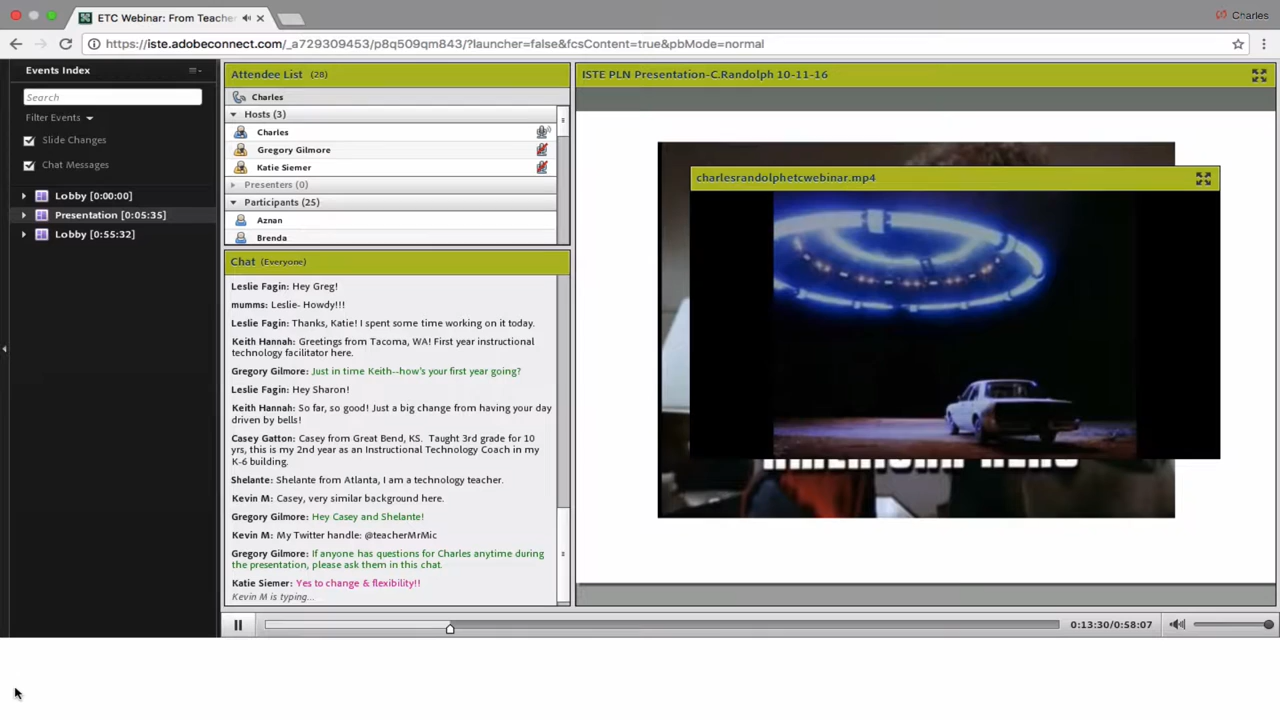 ETC Webinar: From Teacher
Charles
https://iste.adobeconnect.com/_a729309453/p8q509qm843/?launcher=false&fcsContent=true&pbMode=normal
Events Index
Search
Filter Events
Slide Changes
Chat Messages
Lobby [0:00:00]
Presentation [0:05:35]
Lobby [0:55:32]
Attendee List (28)
Charles
Hosts (3)
Charles
Gregory Gilmore
Katie Siemer
Presenters (0)
Participants (25)
Aznan
Brenda
Chat (Everyone)
Leslie Fagin: Hey Greg!
mumms: Leslie- Howdy!!!
Leslie Fagin: Thanks, Katie! I spent some time working on it today.
Keith Hannah: Greetings from Tacoma, WA! First year instructional
technology facilitator here.
Gregory Gilmore: Just in time Keith--how's your first year going?
Leslie Fagin: Hey Sharon!
Keith Hannah: So far, so good! Just a big change from having your day
driven by bells!
Casey Gatton: Casey from Great Bend, KS. Taught 3rd grade for 10
yrs, this is my 2nd year as an Instructional Technology Coach in my
K-6 building.
Shelante: Shelante from Atlanta, I am a technology teacher.
Kevin M: Casey, very similar background here.
Gregory Gilmore: Hey Casey and Shelante!
Kevin M: My Twitter handle: @teacherMrMic
Gregory Gilmore: If anyone has questions for Charles anytime during
the presentation, please ask them in this chat.
Katie Siemer: Yes to change & flexibility!!
Kevin M is typing...
ISTE PLN Presentation-C.Randolph 10-11-16
charlesrandolphetcwebinar.mp4
0:13:30/0:58:07